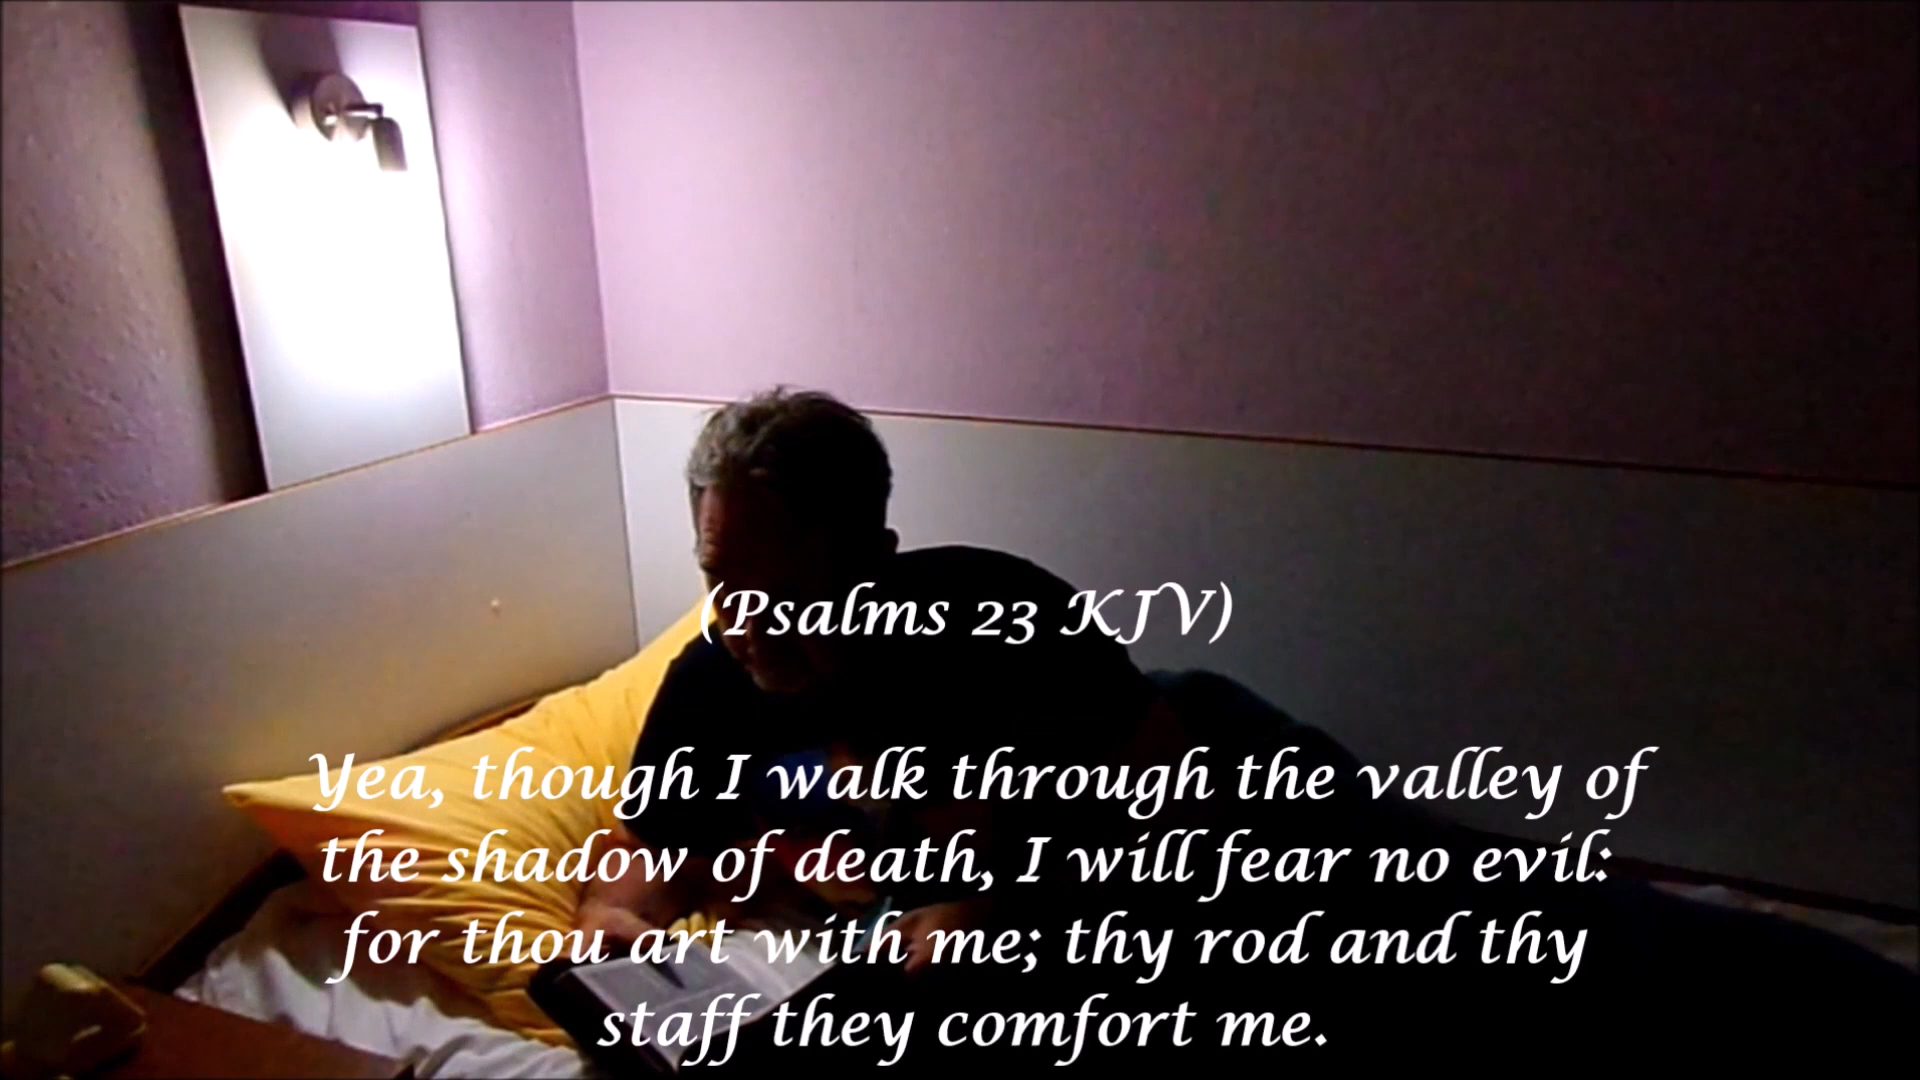 (Psalms 23 KJV)
Yea, though I walk through the valley of
the shadow of death, I will fear no evil:
for thou art with me; thy rod and thy
staff they comfort me.